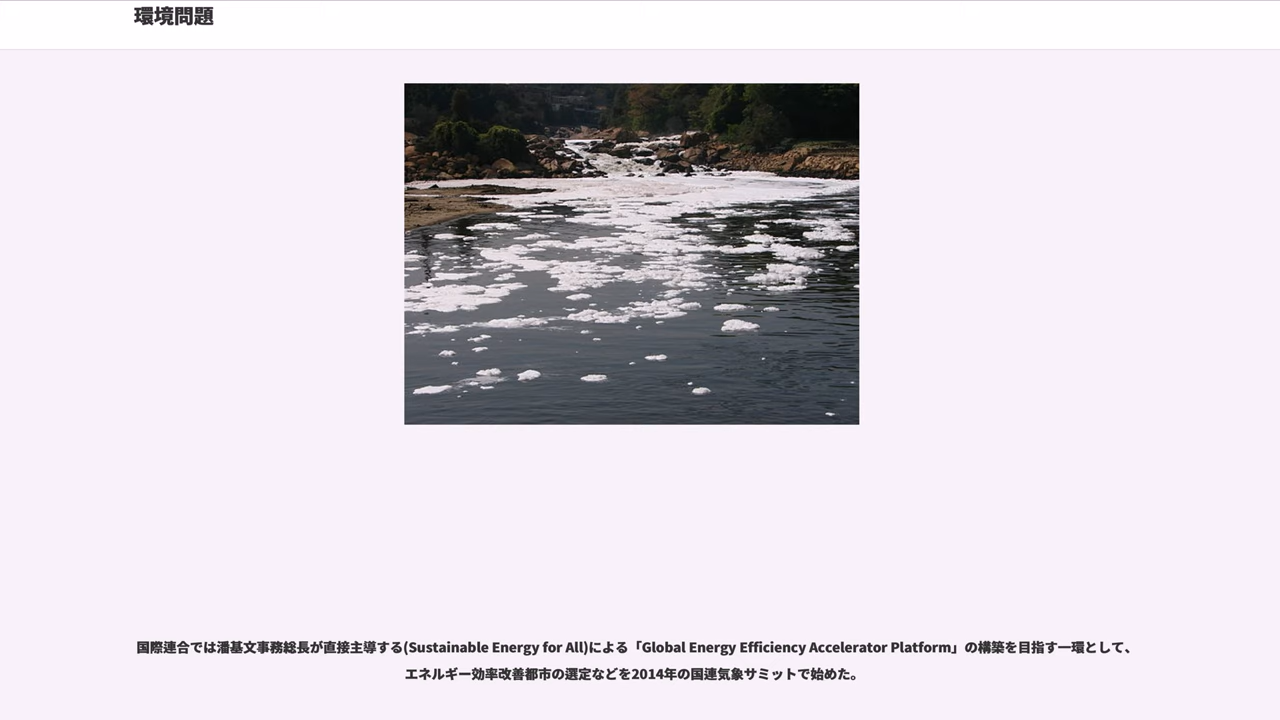 環境問題
国際連合では潘基文事務総長が直接主導する(Sustainable Energy for All)による「Global Energy Efficiency Accelerator Platform」の構築を目指す一環として、
エネルギー効率改善都市の選定などを2014年の国連気象サミットで始めた。